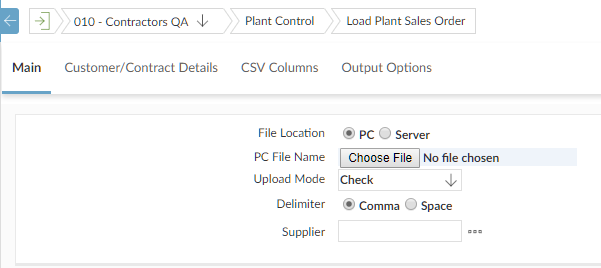 010 - Contractors QA Plant Control Load Plant Sales Order
Main Customer/Contract Details CSV Columns Output Options
File Location PC Server
PC File Name Choose File No file chosen
Upload Mode Check
Delimiter Comma Space
Supplier